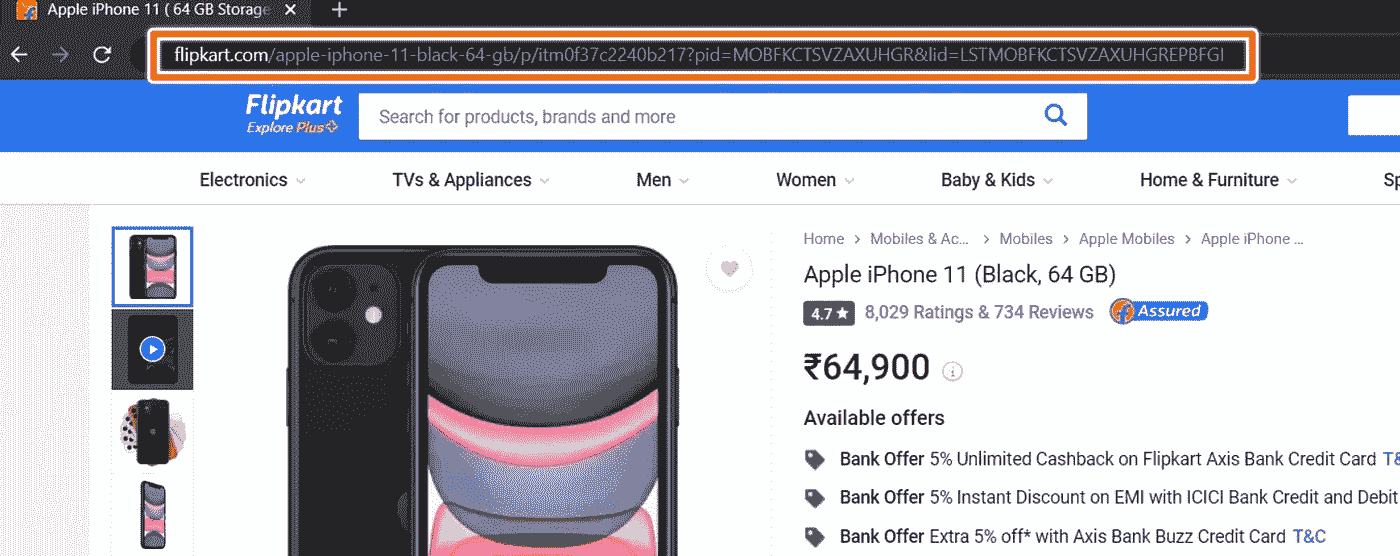 Apple iPhone 11 ( 64 GB Storage
flipkart.com/apple-iphone-11-black-64-gb/p/itm0f37c2240b217?pid=MOBFKCTSVZAXUHGR&lid=LSTMOBFKCTSVZAXUHGREPBFGI
Flipkart
Explore Plus
Search for products, brands and more
Electronics TVs & Appliances Men Women Baby & Kids Home & Furniture Sp
Home > Mobiles & Ac... > Mobiles > Apple Mobiles > Apple iPhone ...
Apple iPhone 11 (Black, 64 GB)
4.7 ★ 8,029 Ratings & 734 Reviews Assured
₹64,900
Available offers
Bank Offer 5% Unlimited Cashback on Flipkart Axis Bank Credit Card T&
Bank Offer 5% Instant Discount on EMI with ICICI Bank Credit and Debit
Bank Offer Extra 5% off* with Axis Bank Buzz Credit Card T&C